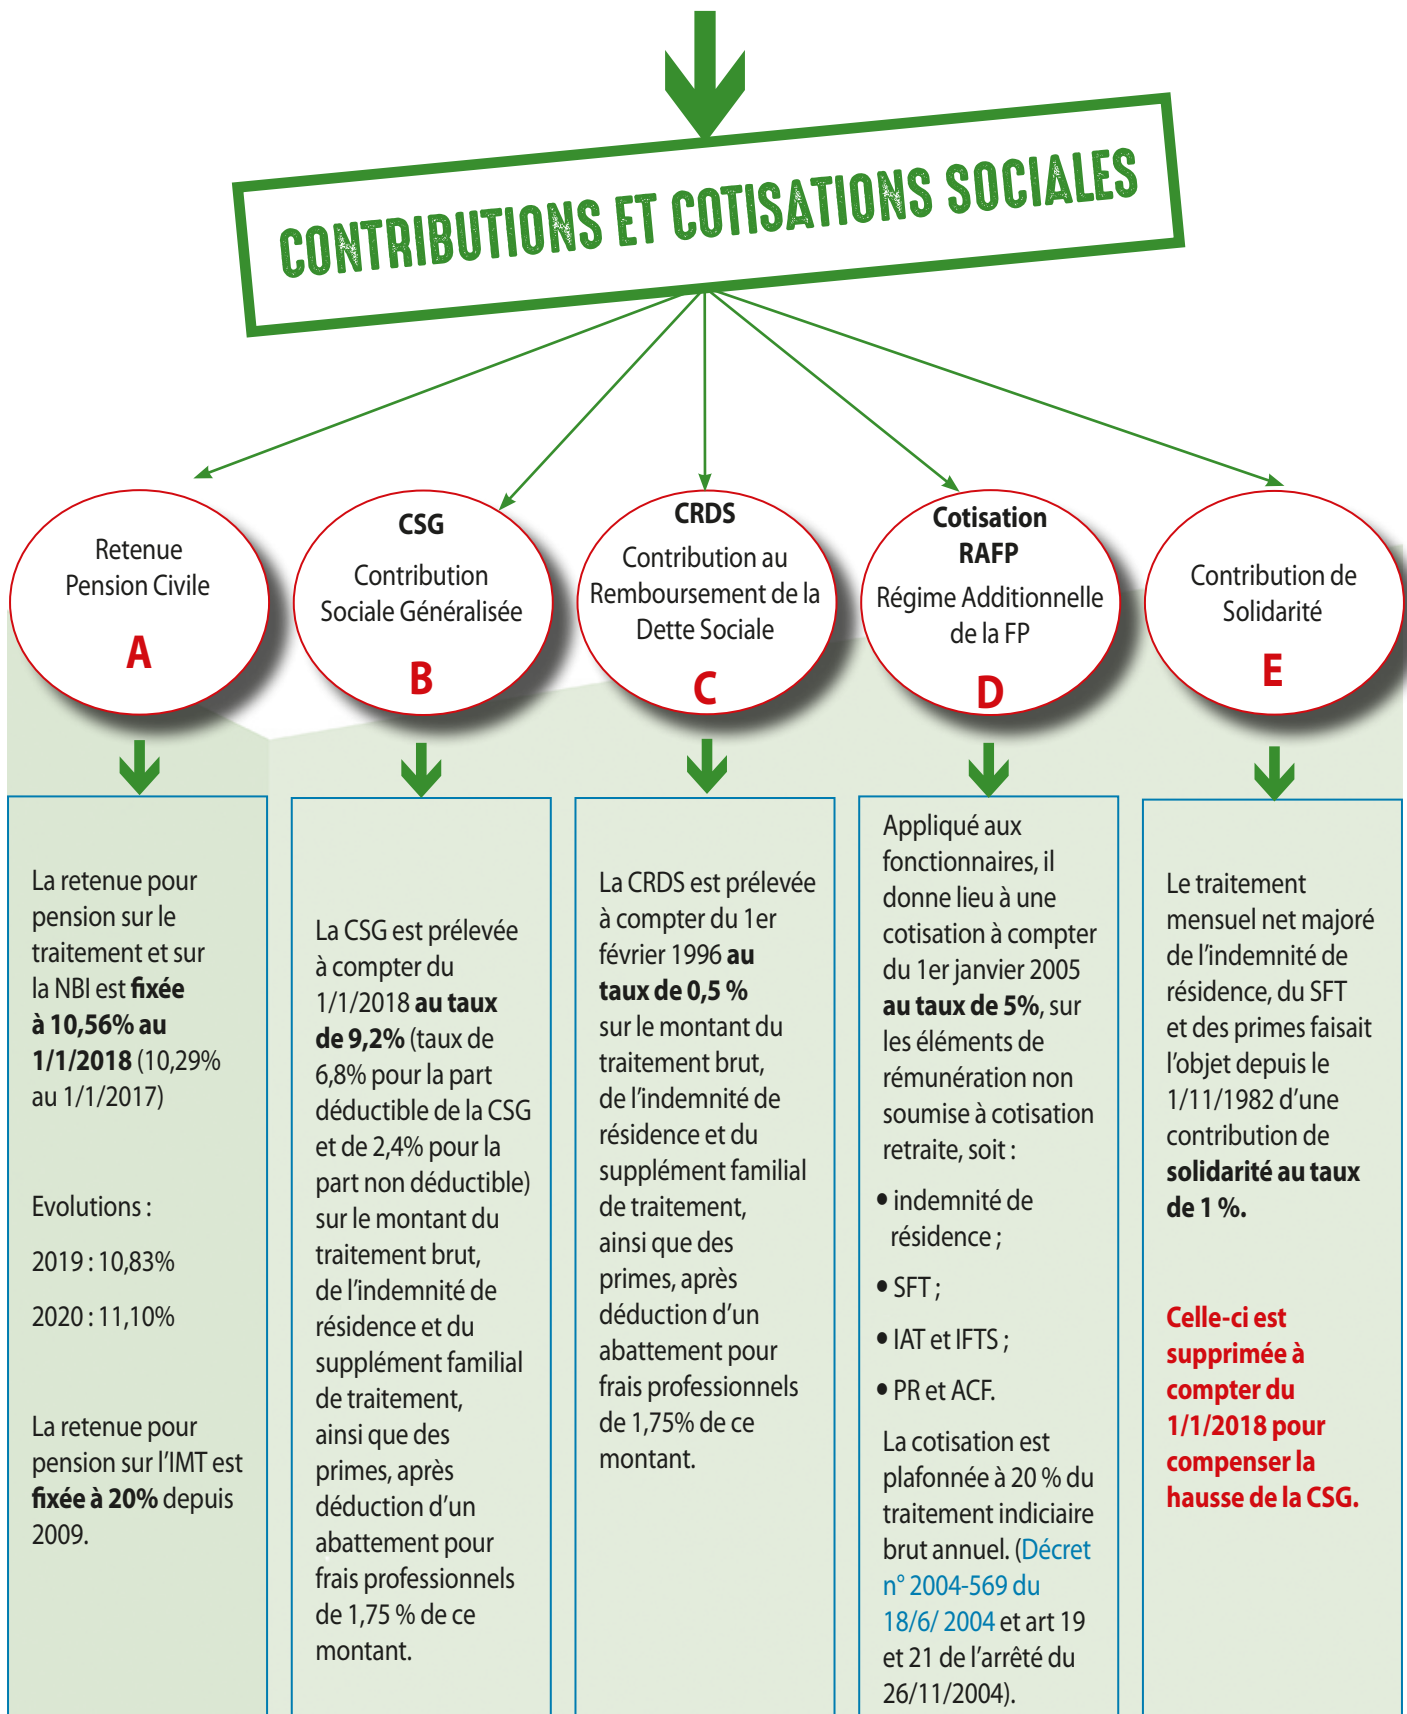 CONTRIBUTIONS ET COTISATIONS SOCIALES
Retenue
Pension Civile
A
CSG
Contribution
Sociale Généralisée
B
CRDS
Contribution au
Remboursement de la
Dette Sociale
C
Cotisation
RAFP
Régime Additionnelle
de la FP
D
Contribution de
Solidarité
E
La retenue pour
pension sur le
traitement et sur
la NBI est fixée
à 10,56% au
1/1/2018 (10,29%
au 1/1/2017)
Evolutions :
2019 : 10,83%
2020 : 11,10%
La retenue pour
pension sur l'IMT est
fixée à 20% depuis
2009.
La CSG est prélevée
à compter du
1/1/2018 au taux
de 9,2% (taux de
6,8% pour la part
déductible de la CSG
et de 2,4% pour la
part non déductible)
sur le montant du
traitement brut,
de l'indemnité de
résidence et du
supplément familial
de traitement,
ainsi que des
primes, après
déduction d'un
abattement pour
frais professionnels
de 1,75 % de ce
montant.
La CRDS est prélevée
à compter du 1er
février 1996 au
taux de 0,5 %
sur le montant du
traitement brut,
de l'indemnité de
résidence et du
supplément familial
de traitement,
ainsi que des
primes, après
déduction d'un
abattement pour
frais professionnels
de 1,75% de ce
montant.
Appliqué aux
fonctionnaires, il
donne lieu à une
cotisation à compter
du 1er janvier 2005
au taux de 5%, sur
les éléments de
rémunération non
soumise à cotisation
retraite, soit :
• indemnité de
résidence ;
• SFT ;
• IAT et IFTS ;
• PR et ACF.
La cotisation est
plafonnée à 20 % du
traitement indiciaire
brut annuel. (Décret
n° 2004-569 du
18/6/ 2004 et art 19
et 21 de l'arrêté du
26/11/2004).
Le traitement
mensuel net majoré
de l'indemnité de
résidence, du SFT
et des primes faisait
l'objet depuis le
1/11/1982 d'une
contribution de
solidarité au taux
de 1 %.
Celle-ci est
supprimée à
compter du
1/1/2018 pour
compenser la
hausse de la CSG.